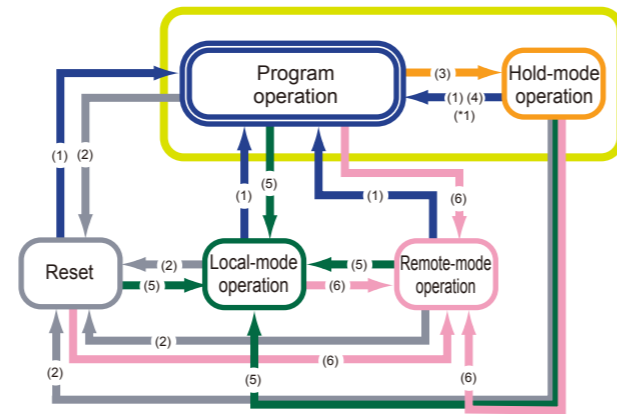 Program
operation
(3)
Hold-mode
operation
(1) (4)
(*1)
(1)
(2)
(5)
(6)
(1)
(1)
Reset
(2)
(5)
Local-mode
operation
(5)
(6)
Remote-mode
operation
(2)
(6)
(2)
(5)
(6)